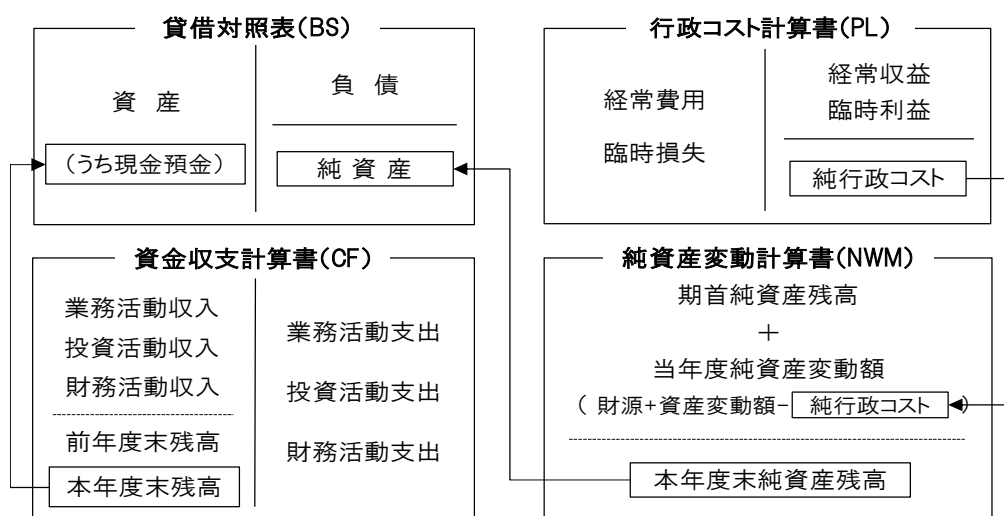 貸借対照表(BS)
資 産
(うち現金預金)
負 債
純 資 産
行政コスト計算書(PL)
経常費用
臨時損失
経常収益
臨時利益
純行政コスト
資金収支計算書(CF)
業務活動収入
投資活動収入
財務活動収入
前年度末残高
本年度末残高
業務活動支出
投資活動支出
財務活動支出
純資産変動計算書(NWM)
期首純資産残高
+
当年度純資産変動額
( 財源+資産変動額-純行政コスト )
本年度末純資産残高